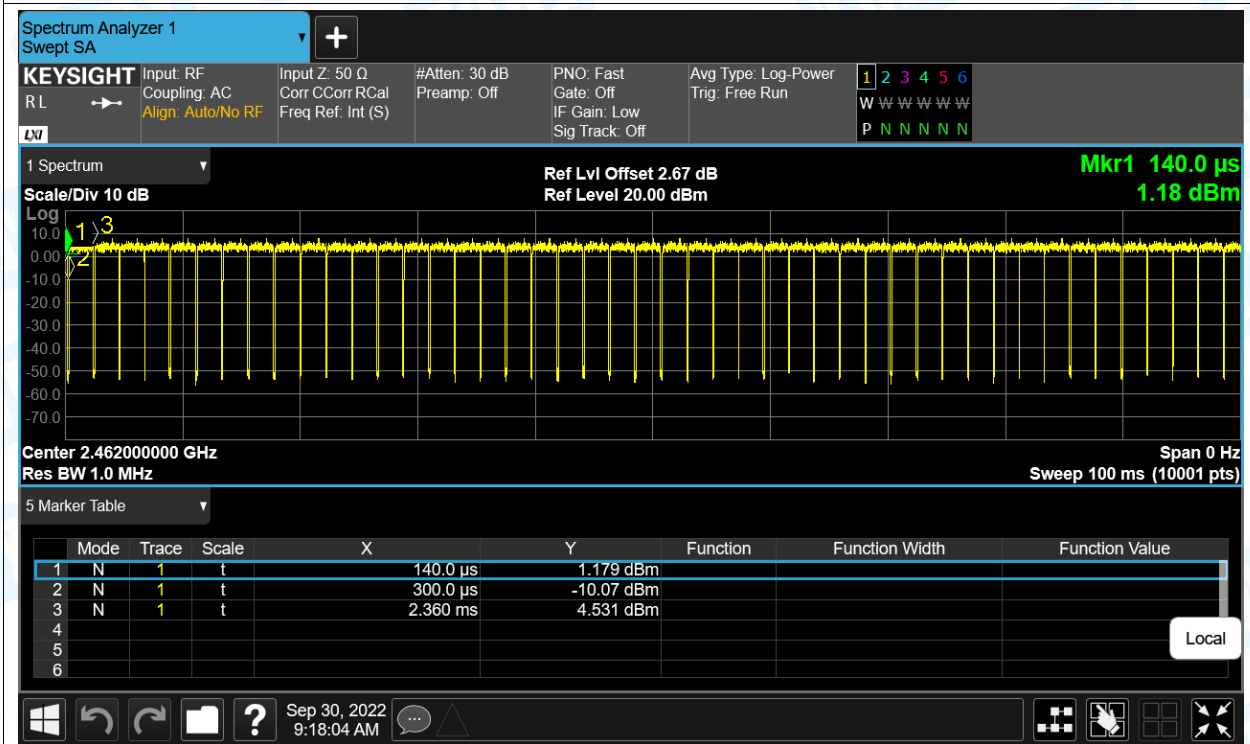 Spectrum Analyzer 1
Swept SA
+
KEYSIGHT Input: RF Input Z: 50 Ω #Atten: 30 dB PNO: Fast Avg Type: Log-Power 1 2 3 4 5 6
R L Coupling: AC Corr CCorr RCal Preamp: Off Gate: Off Trig: Free Run W W W W W W
Align: Auto/No RF Freq Ref: Int (S) IF Gain: Low
LXI Sig Track: Off P N N N N N
1 Spectrum Ref Lvl Offset 2.67 dB Mkr1 140.0 µs
Scale/Div 10 dB Ref Level 20.00 dBm 1.18 dBm
Log
10.0 1 3
0.00 2
-10.0
-20.0
-30.0
-40.0
-50.0
-60.0
-70.0
Center 2.462000000 GHz Span 0 Hz
Res BW 1.0 MHz Sweep 100 ms (10001 pts)
5 Marker Table
Mode Trace Scale X Y Function Function Width Function Value
1 N 1 t 140.0 µs 1.179 dBm
2 N 1 t 300.0 µs -10.07 dBm
3 N 1 t 2.360 ms 4.531 dBm
4
5
6
Local
? Sep 30, 2022
9:18:04 AM